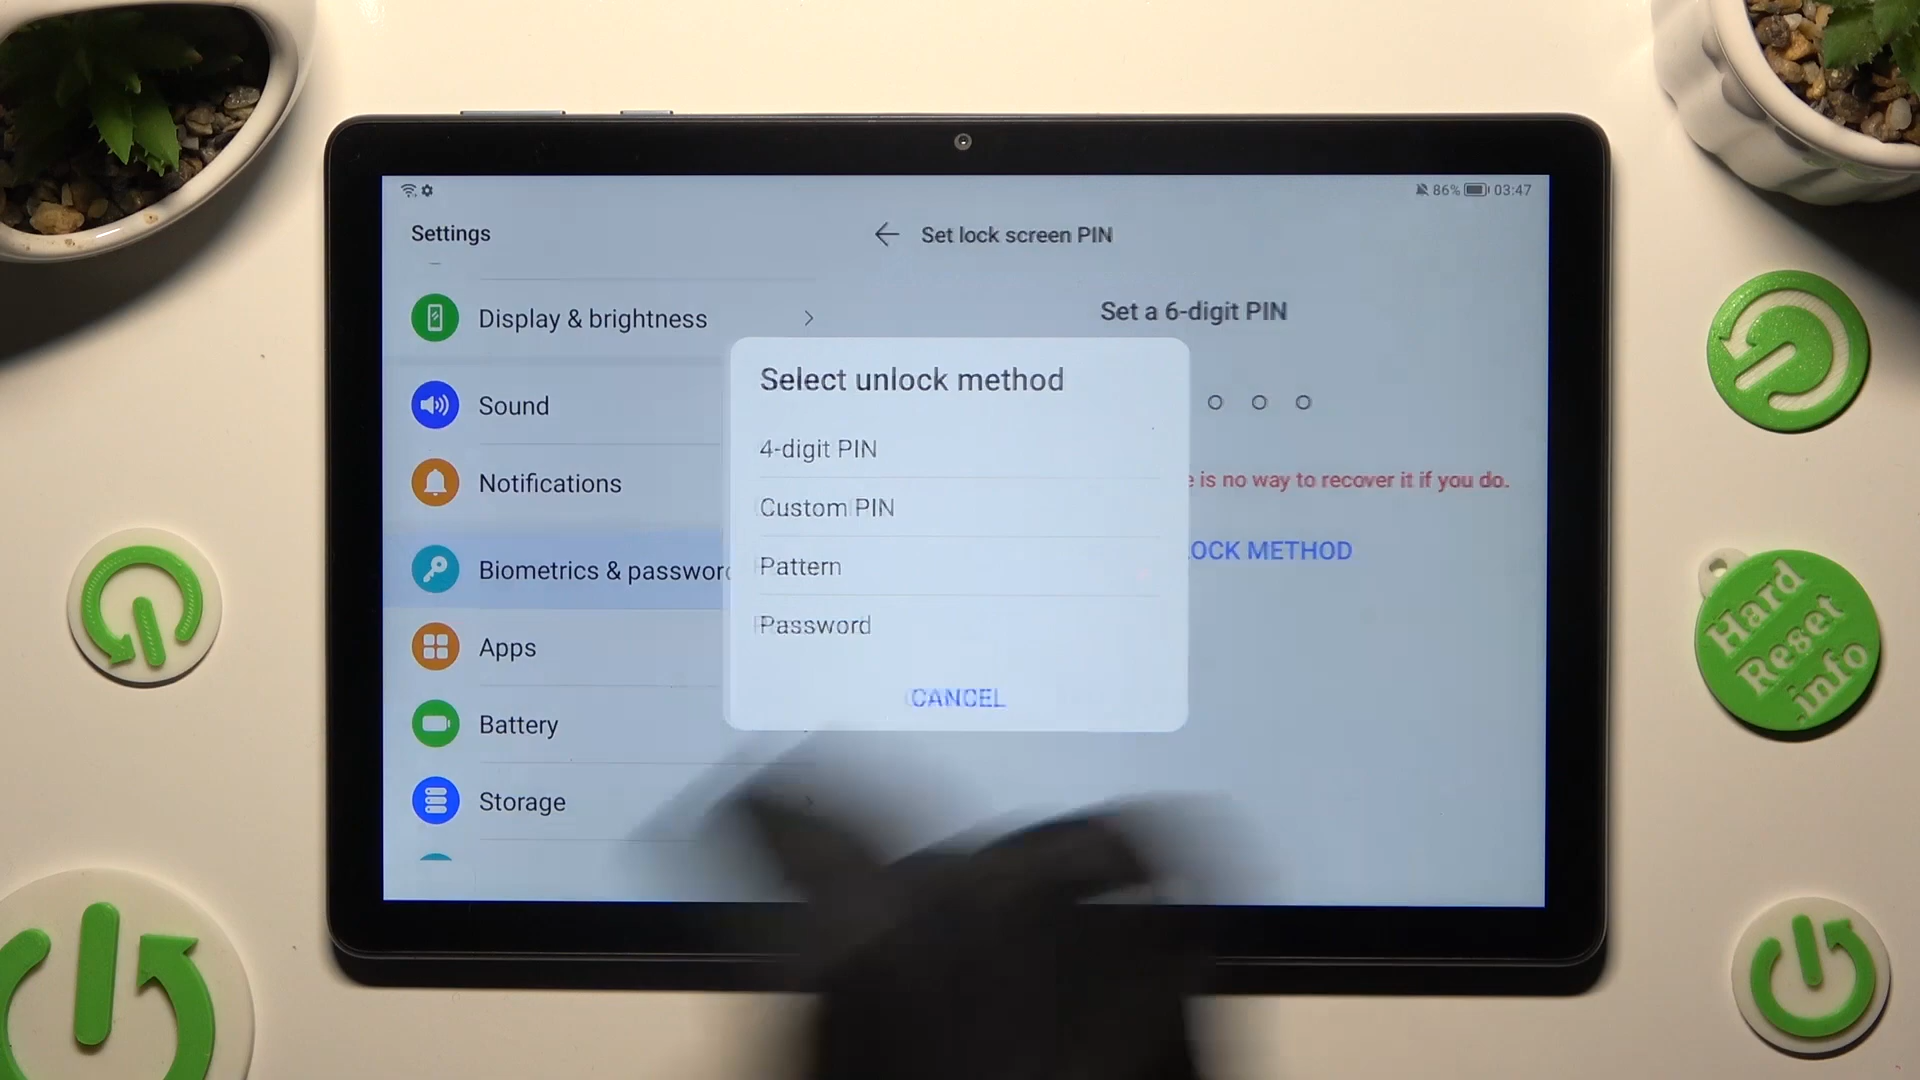 86% 03:47
Settings
Set lock screen PIN
Display & brightness
Set a 6-digit PIN
Select unlock method
Sound
4-digit PIN
Notifications
is no way to recover it if you do.
Custom PIN
Biometrics & password
Pattern
OCK METHOD
Password
Apps
CANCEL
Battery
Storage
Hard
Reset
.info